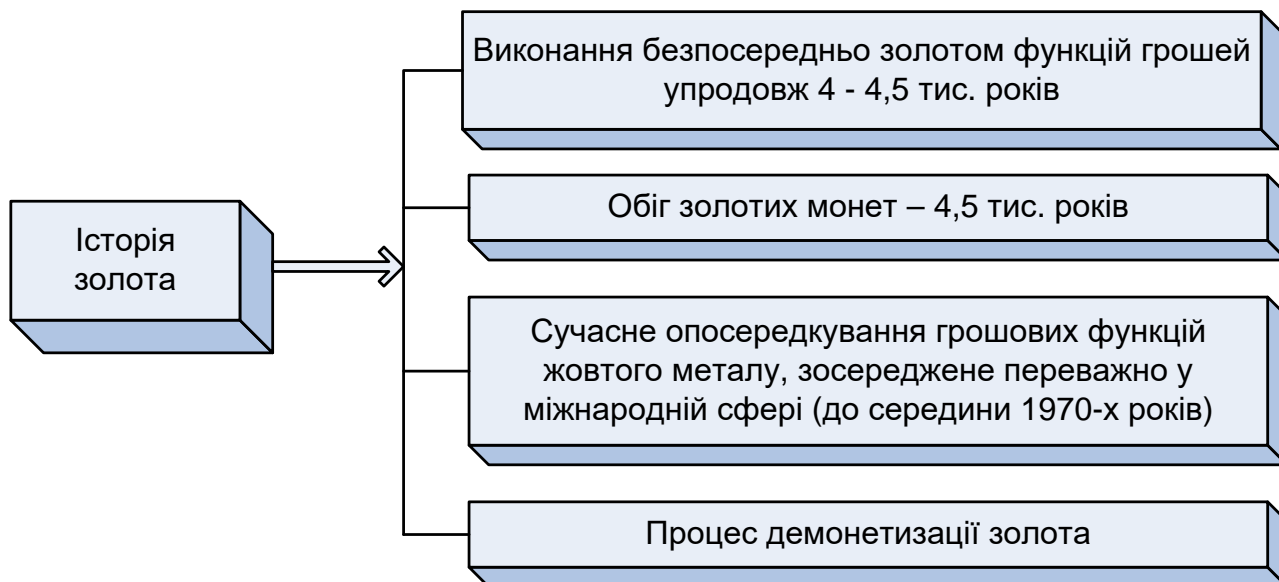 Історія
золота
Виконання безпосередньо золотом функцій грошей
упродовж 4 - 4,5 тис. років
Обіг золотих монет – 4,5 тис. років
Сучасне опосередкування грошових функцій
жовтого металу, зосереджене переважно у
міжнародній сфері (до середини 1970-х років)
Процес демонетизації золота